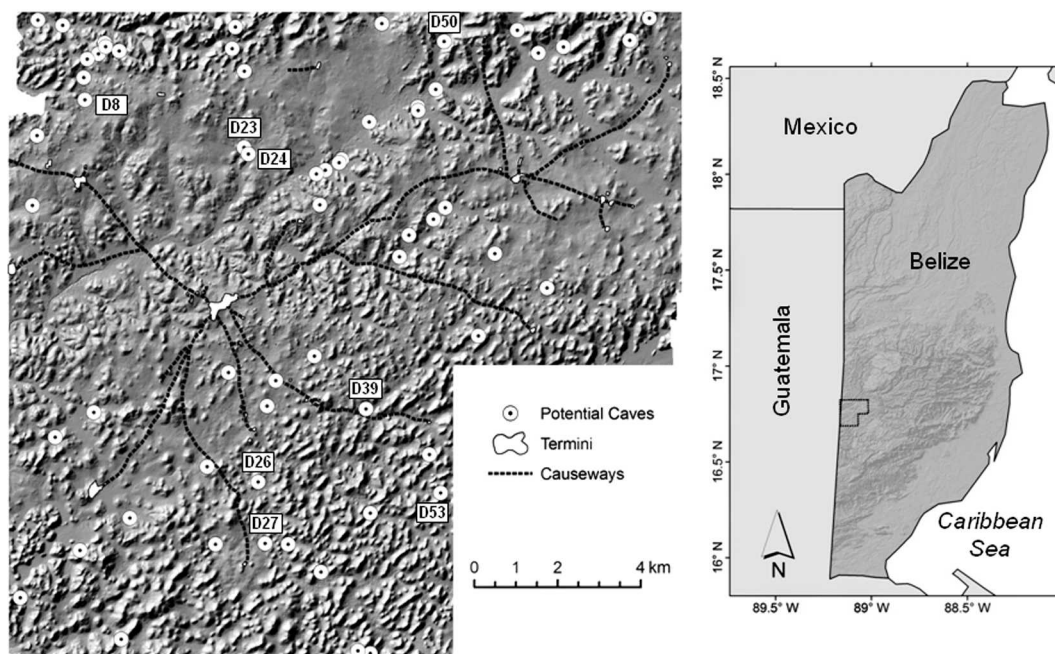 D50
D8
D23
D24
D39
D26
D53
D27
Potential Caves
Termini
Causeways
0 1 2 4 km
18.5° N
18° N
17.5° N
17° N
16.5° N
16° N
Mexico
Belize
Guatemala
Caribbean
Sea
N
89.5° W 89° W 88.5° W